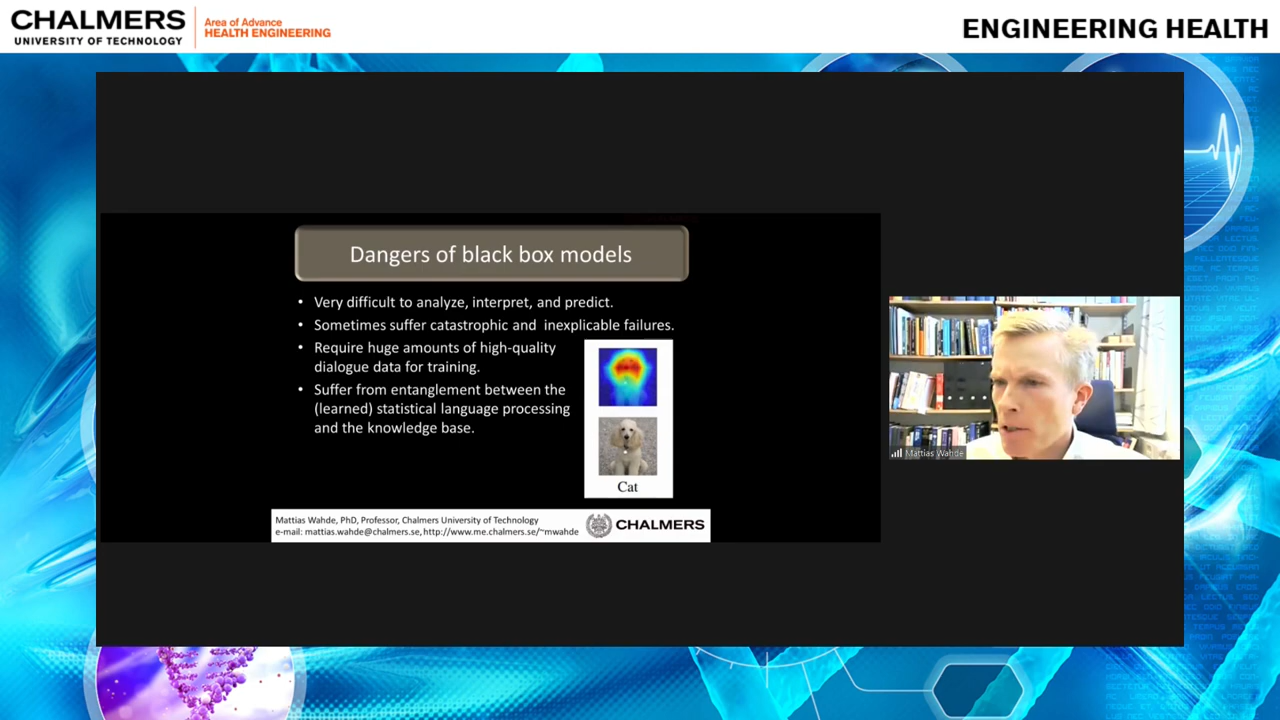 CHALMERS
UNIVERSITY OF TECHNOLOGY
Area of Advance
HEALTH ENGINEERING
ENGINEERING HEALTH
Dangers of black box models
• Very difficult to analyze, interpret, and predict.
• Sometimes suffer catastrophic and inexplicable failures.
• Require huge amounts of high-quality
dialogue data for training.
• Suffer from entanglement between the
(learned) statistical language processing
and the knowledge base.
Cat
Mattias Wahde, PhD, Professor, Chalmers University of Technology
e-mail: mattias.wahde@chalmers.se, http://www.me.chalmers.se/~mwahde
CHALMERS
Mattias Wahde